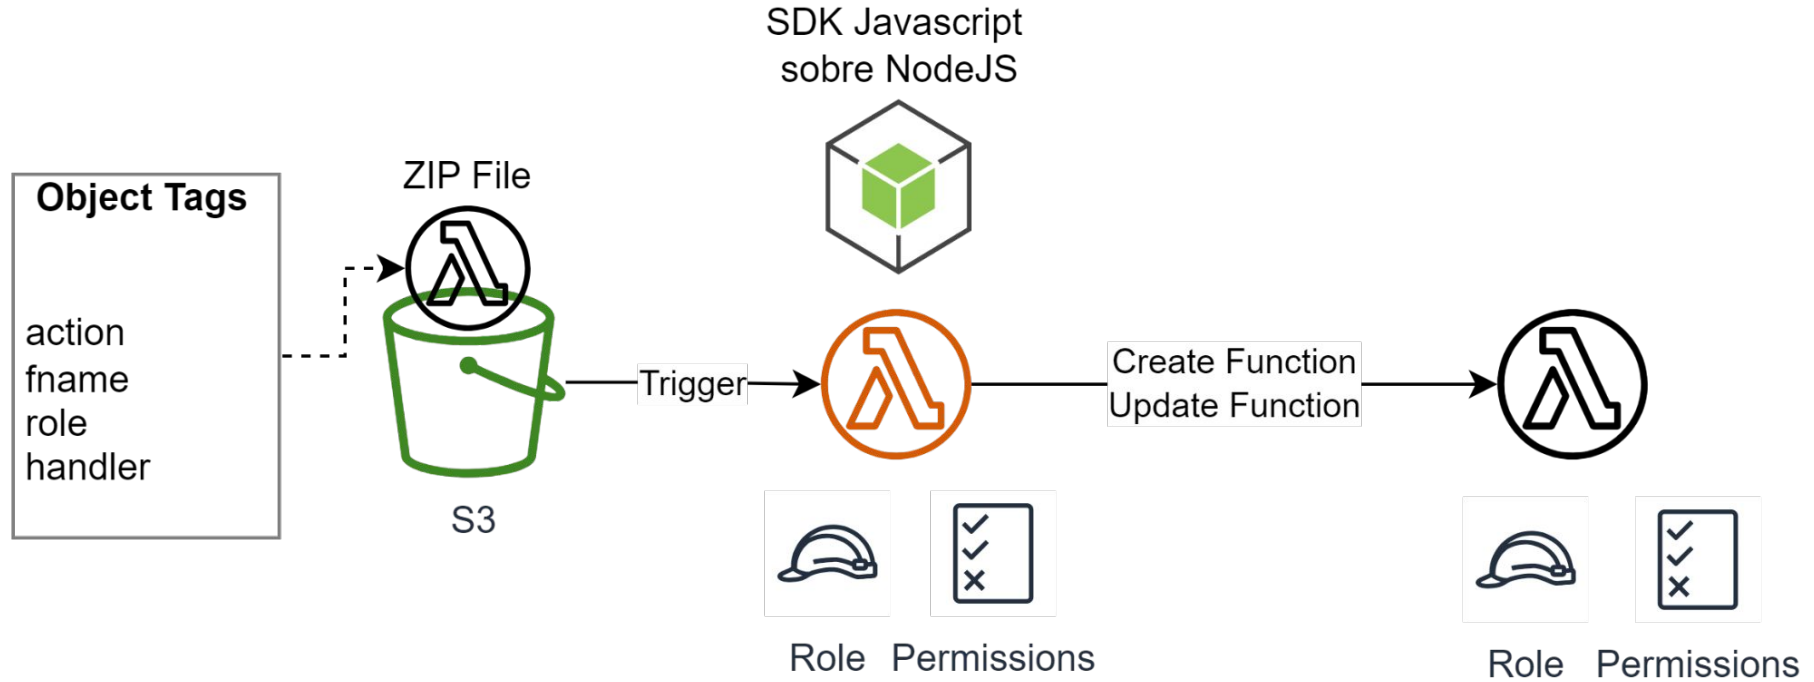 SDK Javascript
sobre NodeJS
ZIP File
Object Tags
action
fname
role
handler
S3
Trigger
Create Function
Update Function
Role
Permissions
Role
Permissions